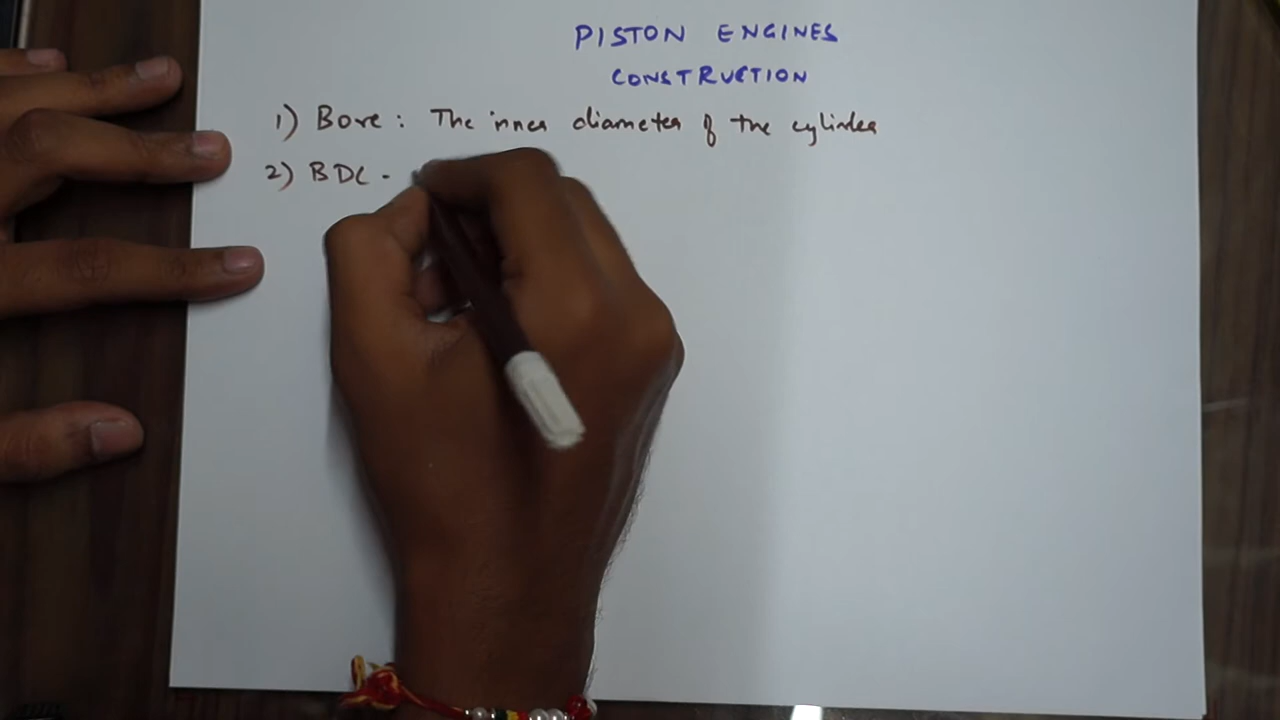 PISTON ENGINES
CONSTRUCTION
1) Bore : The inner diameter of the cylinder
2) BDC -